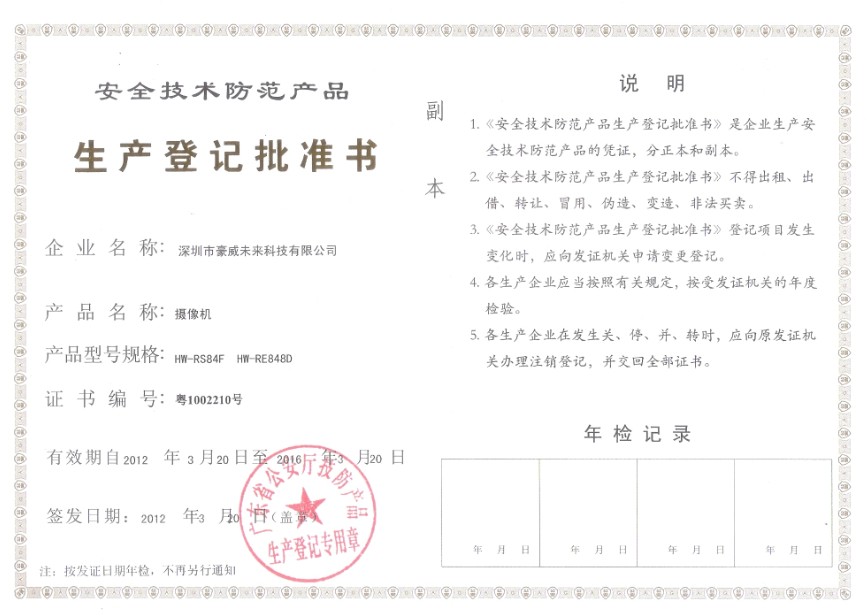 安全技术防范产品
生产登记批准书
企业名称：深圳市豪威未来科技有限公司
产品名称：摄像机
产品型号规格：HW-RS84F HW-RE848D
证书编号：粤1002210号
有效期自2012 年 3 月20 日至 2016 年3 月20 日
签发日期：2012 年3 月20 日（盖章）
广东省公安厅技防产品
生产登记专用章
注：按发证日期年检，不再另行通知
副本
说 明
1.《安全技术防范产品生产登记批准书》是企业生产安
全技术防范产品的凭证，分正本和副本。
2.《安全技术防范产品生产登记批准书》不得出租、出
借、转让、冒用、伪造、变造、非法买卖。
3.《安全技术防范产品生产登记批准书》登记项目发生
变化时，应向发证机关申请变更登记。
4.各生产企业应当按照有关规定，按受发证机关的年度
检验。
5.各生产企业在发生关、停、并、转时，应向原发证机
关办理注销登记，并交回全部证书。
年检记录
年 月 日 年 月 日 年 月 日 年 月 日